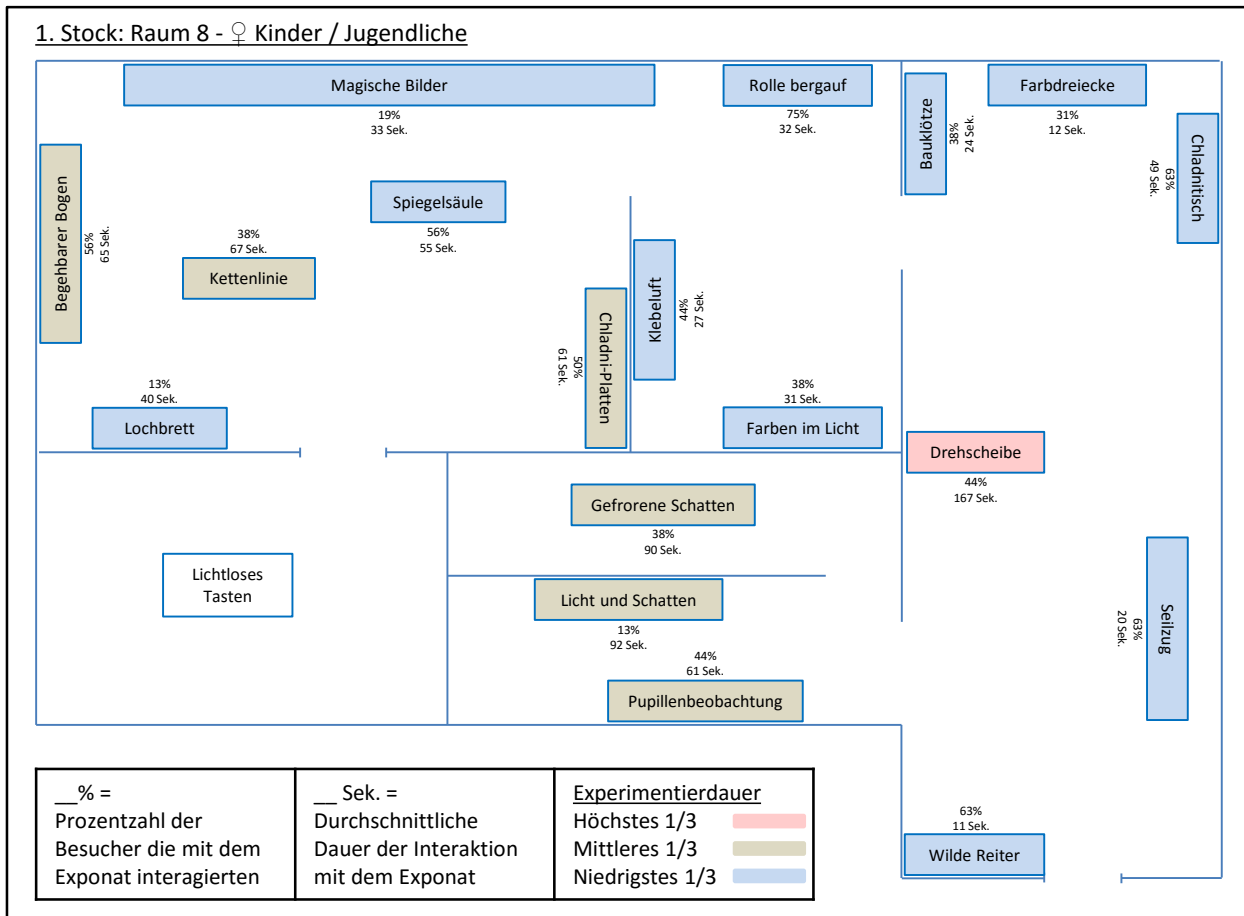 1. Stock: Raum 8 - ♀ Kinder / Jugendliche
Magische Bilder
19%
33 Sek.
Rolle bergauf
75%
32 Sek.
Bauklötze
38%
24 Sek.
Farbdreiecke
31%
12 Sek.
Chladnitisch
63%
49 Sek.
Begehbarer Bogen
56%
65 Sek.
Spiegelsäule
56%
55 Sek.
38%
67 Sek.
Kettenlinie
Chladni-Platten
50%
61 Sek.
Klebeluft
44%
27 Sek.
13%
40 Sek.
Lochbrett
38%
31 Sek.
Farben im Licht
Drehscheibe
44%
167 Sek.
Gefrorene Schatten
38%
90 Sek.
Lichtloses
Tasten
Licht und Schatten
13%
92 Sek.
Seilzug
63%
20 Sek.
44%
61 Sek.
Pupillenbeobachtung
63%
11 Sek.
Wilde Reiter
__% =
Prozentzahl der
Besucher die mit dem
Exponat interagierten
__ Sek. =
Durchschnittliche
Dauer der Interaktion
mit dem Exponat
Experimentierdauer
Höchstes 1/3
Mittleres 1/3
Niedrigstes 1/3